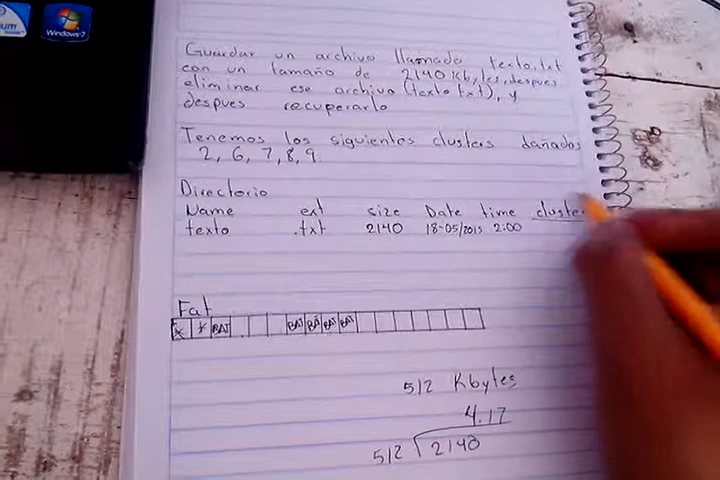 Windows 7
Guardar un archivo llamado texto.txt
con un tamaño de 2140 Kbytes, despues
eliminar ese archivo (texto txt), y
despues recuperarlo
Tenemos los siguientes clusters dañados
2, 6, 7, 8, 9
Directorio
Name ext size Date time cluster
texto .txt 2140 18-05/2015 2:00
Fat
X X BAT BAT BAT BAT BAT
512 Kbytes
4.17
512 2140